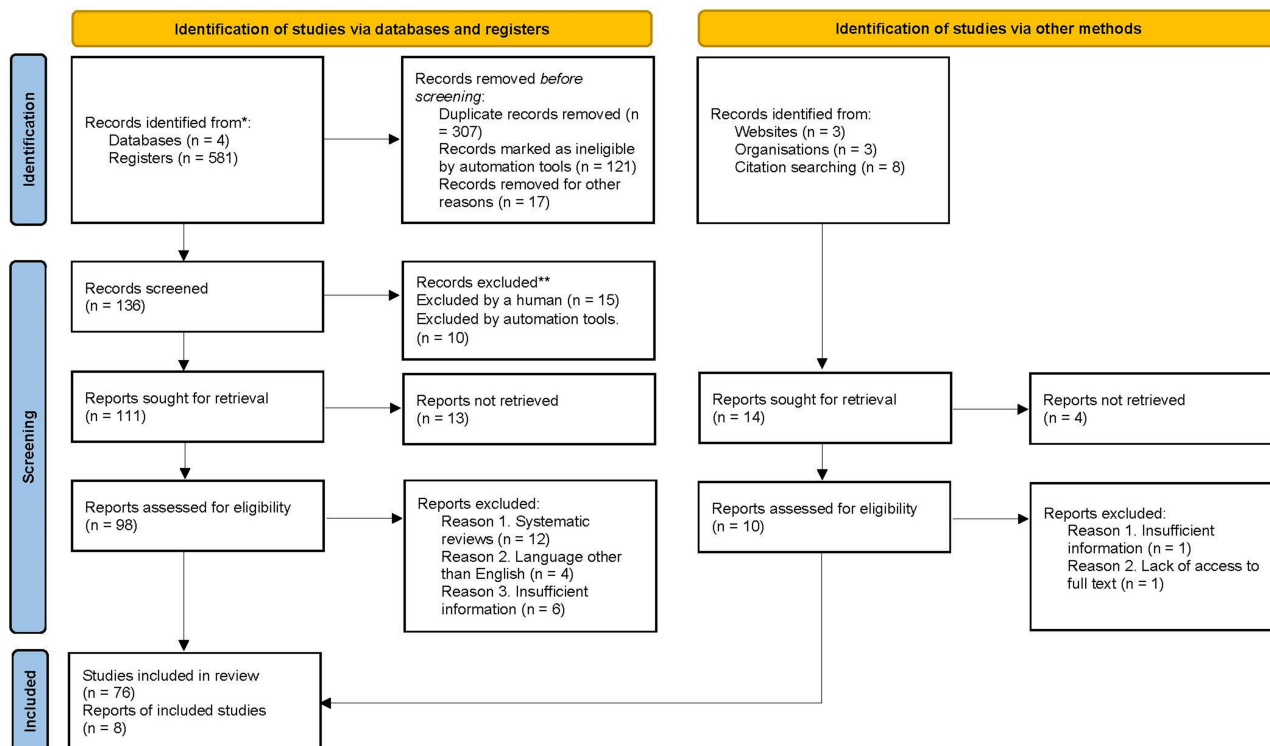 Identification of studies via databases and registers
Identification of studies via other methods
Identification
Records identified from*:
Databases (n = 4)
Registers (n = 581)
Records removed before
screening:
Duplicate records removed (n
= 307)
Records marked as ineligible
by automation tools (n = 121)
Records removed for other
reasons (n = 17)
Records identified from:
Websites (n = 3)
Organisations (n = 3)
Citation searching (n = 8)
Screening
Records screened
(n = 136)
Records excluded**
Excluded by a human (n = 15)
Excluded by automation tools.
(n = 10)
Reports sought for retrieval
(n = 111)
Reports not retrieved
(n = 13)
Reports sought for retrieval
(n = 14)
Reports not retrieved
(n = 4)
Reports assessed for eligibility
(n = 98)
Reports excluded:
Reason 1. Systematic
reviews (n = 12)
Reason 2. Language other
than English (n = 4)
Reason 3. Insufficient
information (n = 6)
Reports assessed for eligibility
(n = 10)
Reports excluded:
Reason 1. Insufficient
information (n = 1)
Reason 2. Lack of access to
full text (n = 1)
Included
Studies included in review
(n = 76)
Reports of included studies
(n = 8)